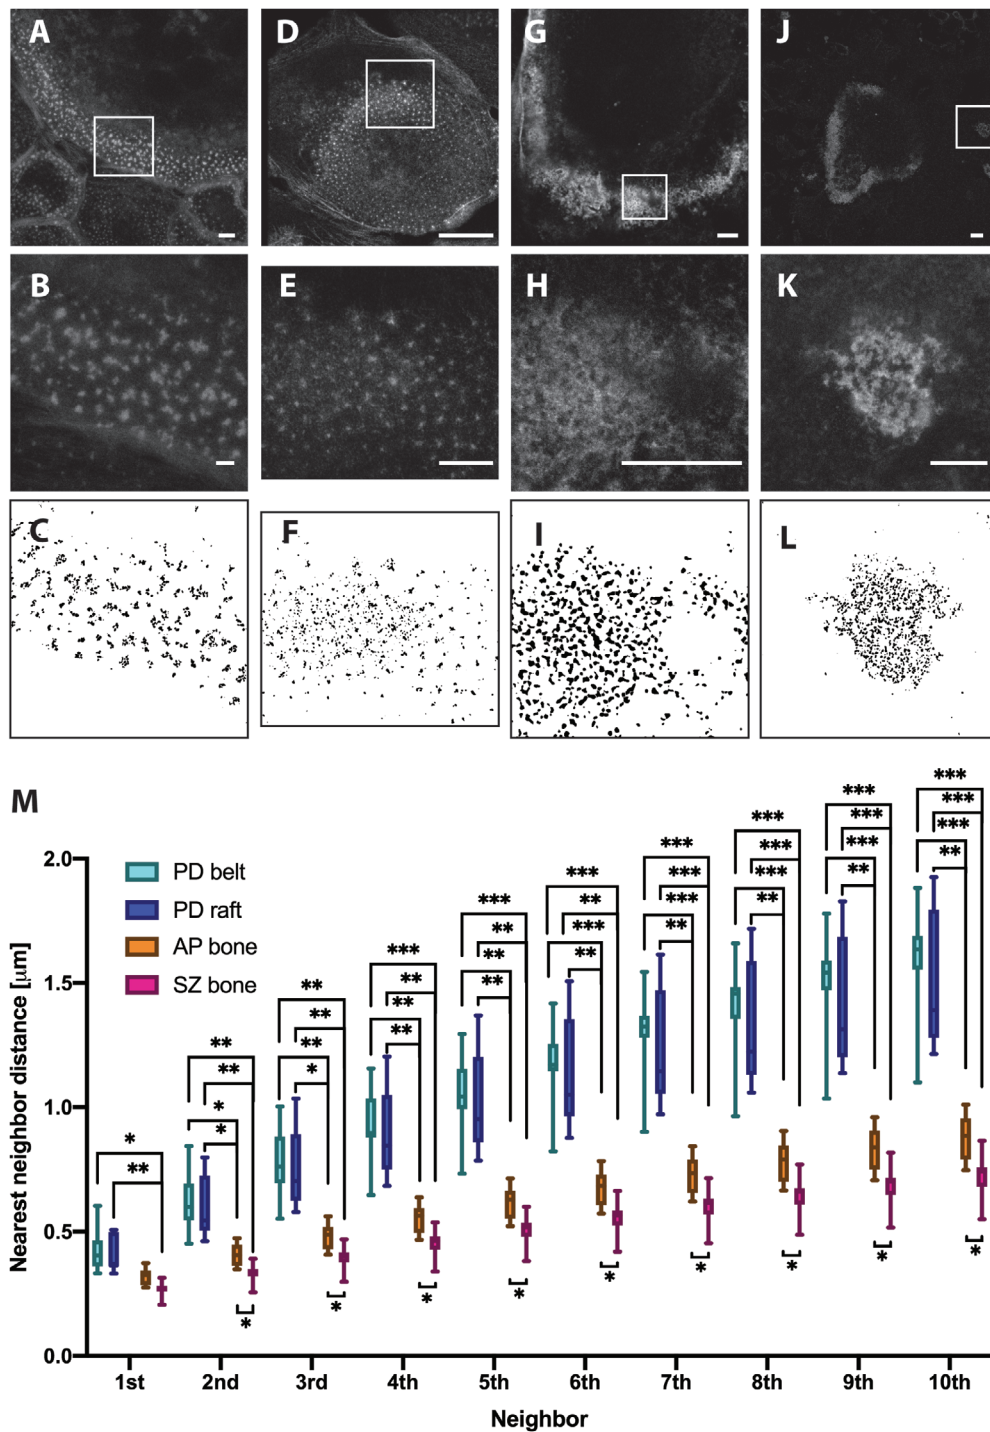 A D G J
B E H K
C F I L
M
*** *** *** ***
*** *** *** **
*** *** *** **
*** *** *** **
*** ** *** **
*** ** ** **
*** ** ** **
** ** ** *
** ** * *
* **
2.0
1.5
1.0
0.5
0.0
PD belt
PD raft
AP bone
SZ bone
Nearest neighbor distance [μm]
* * * * * * * * *
1st 2nd 3rd 4th 5th 6th 7th 8th 9th 10th
Neighbor